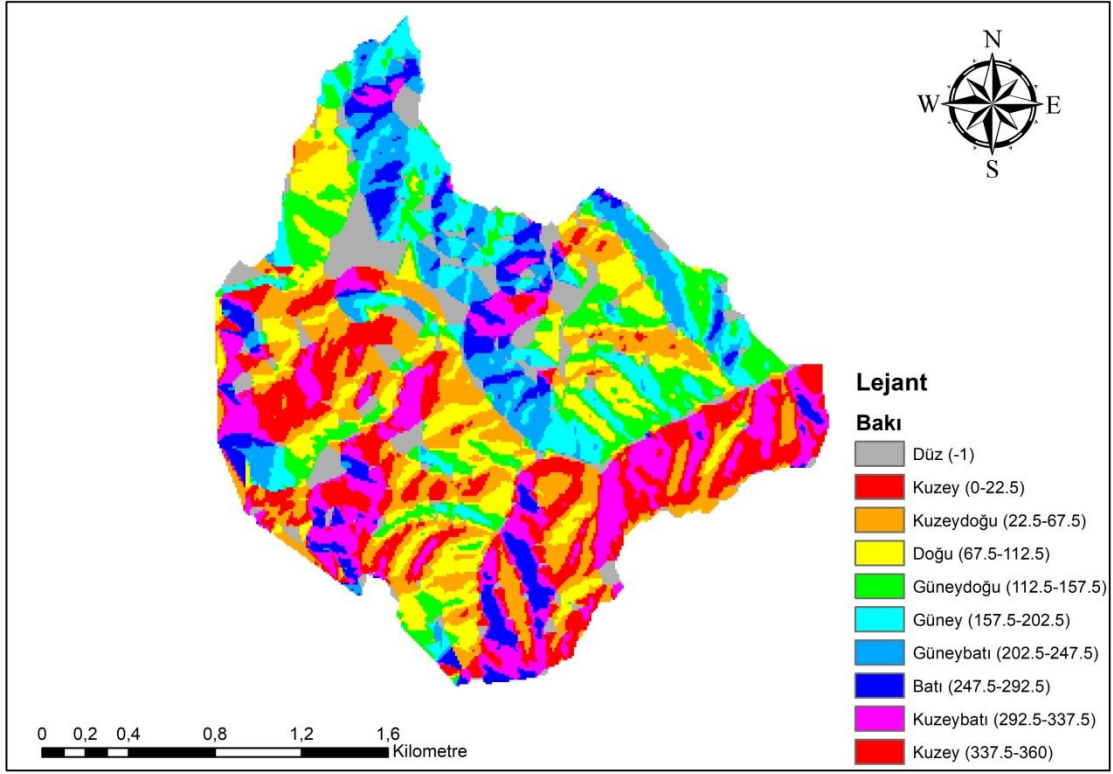 N
W E
S
Lejant
Bakı
Düz (-1)
Kuzey (0-22.5)
Kuzeydoğu (22.5-67.5)
Doğu (67.5-112.5)
Güneydoğu (112.5-157.5)
Güney (157.5-202.5)
Güneybatı (202.5-247.5)
Batı (247.5-292.5)
Kuzeybatı (292.5-337.5)
Kuzey (337.5-360)
0 0,2 0,4 0,8 1,2 1,6
Kilometre